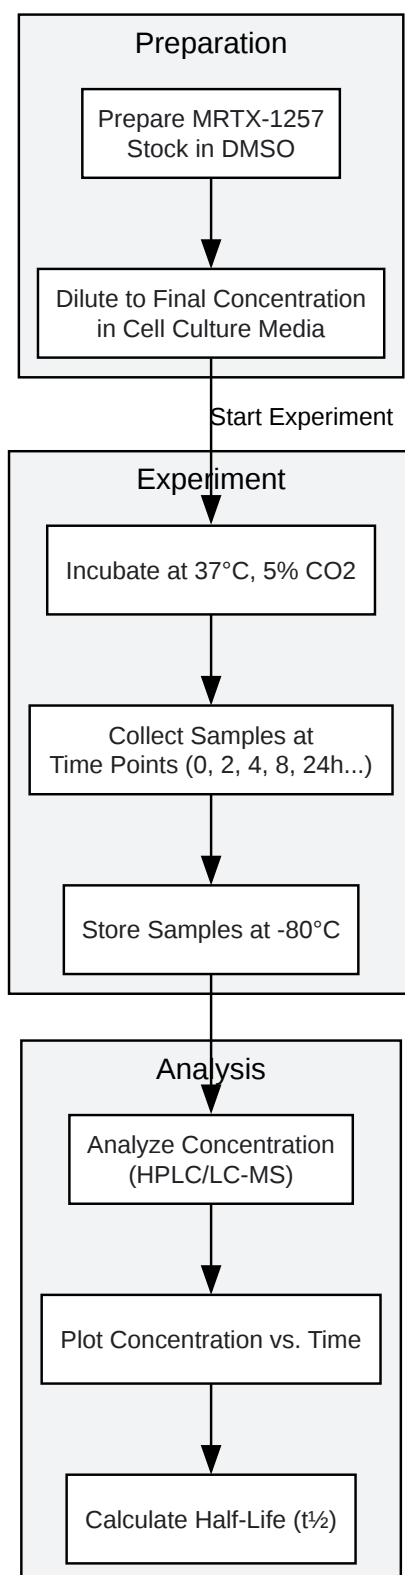 Preparation
Prepare MRTX-1257
Stock in DMSO
Dilute to Final Concentration
in Cell Culture Media
Start Experiment
Experiment
Incubate at 37°C, 5% CO2
Collect Samples at
Time Points (0, 2, 4, 8, 24h...)
Store Samples at -80°C
Analysis
Analyze Concentration
(HPLC/LC-MS)
Plot Concentration vs. Time
Calculate Half-Life (t½)